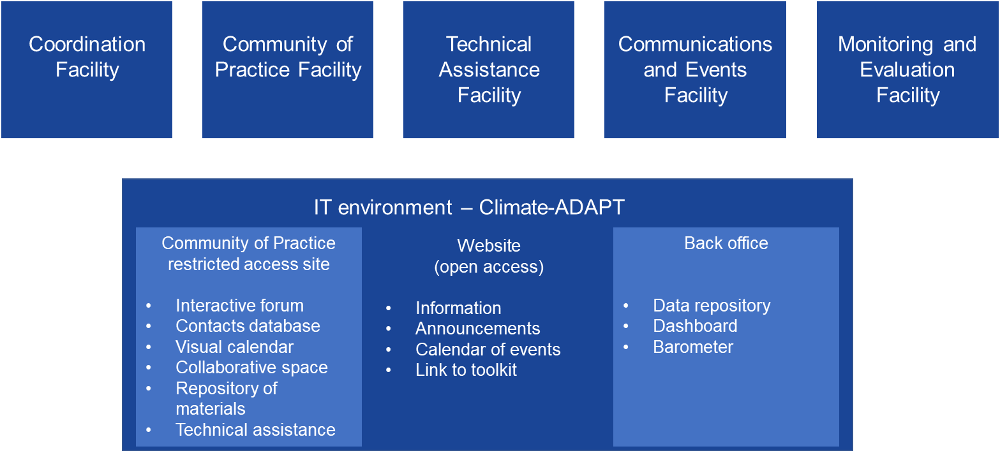 Coordination
Facility
Community of
Practice Facility
Technical
Assistance
Facility
Communications
and Events
Facility
Monitoring and
Evaluation
Facility
IT environment – Climate-ADAPT
Community of Practice
restricted access site
• Interactive forum
• Contacts database
• Visual calendar
• Collaborative space
• Repository of
materials
• Technical assistance
Website
(open access)
• Information
• Announcements
• Calendar of events
• Link to toolkit
Back office
• Data repository
• Dashboard
• Barometer